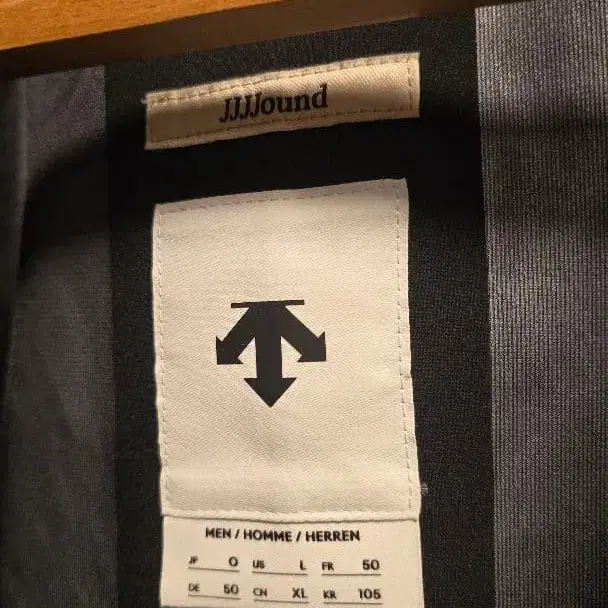 JJJJound
MEN / HOMME / HERREN
JP O US L FR 50
DE 50 CN XL KR 105